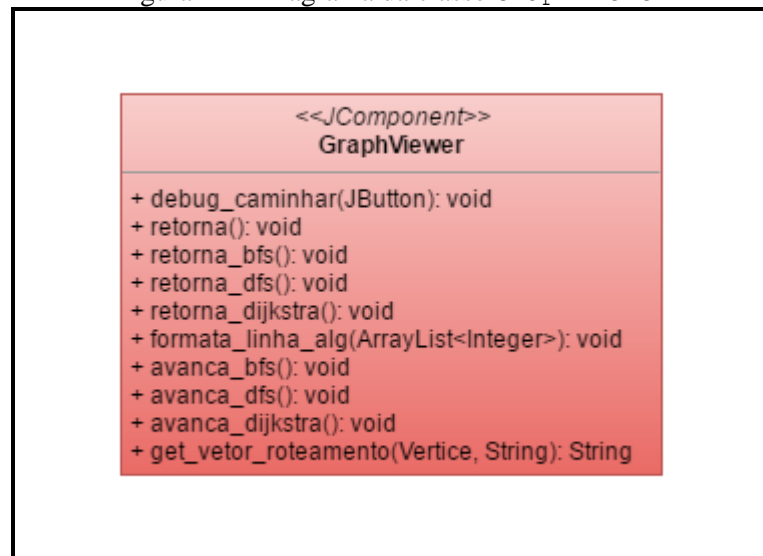 <<JComponent>>
GraphViewer
+ debug_caminhar(JButton): void
+ retorna(): void
+ retorna_bfs(): void
+ retorna_dfs(): void
+ retorna_dijkstra(): void
+ formata_linha_alg(ArrayList<Integer>): void
+ avanca_bfs(): void
+ avanca_dfs(): void
+ avanca_dijkstra(): void
+ get_vetor_roteamento(Vertice, String): String